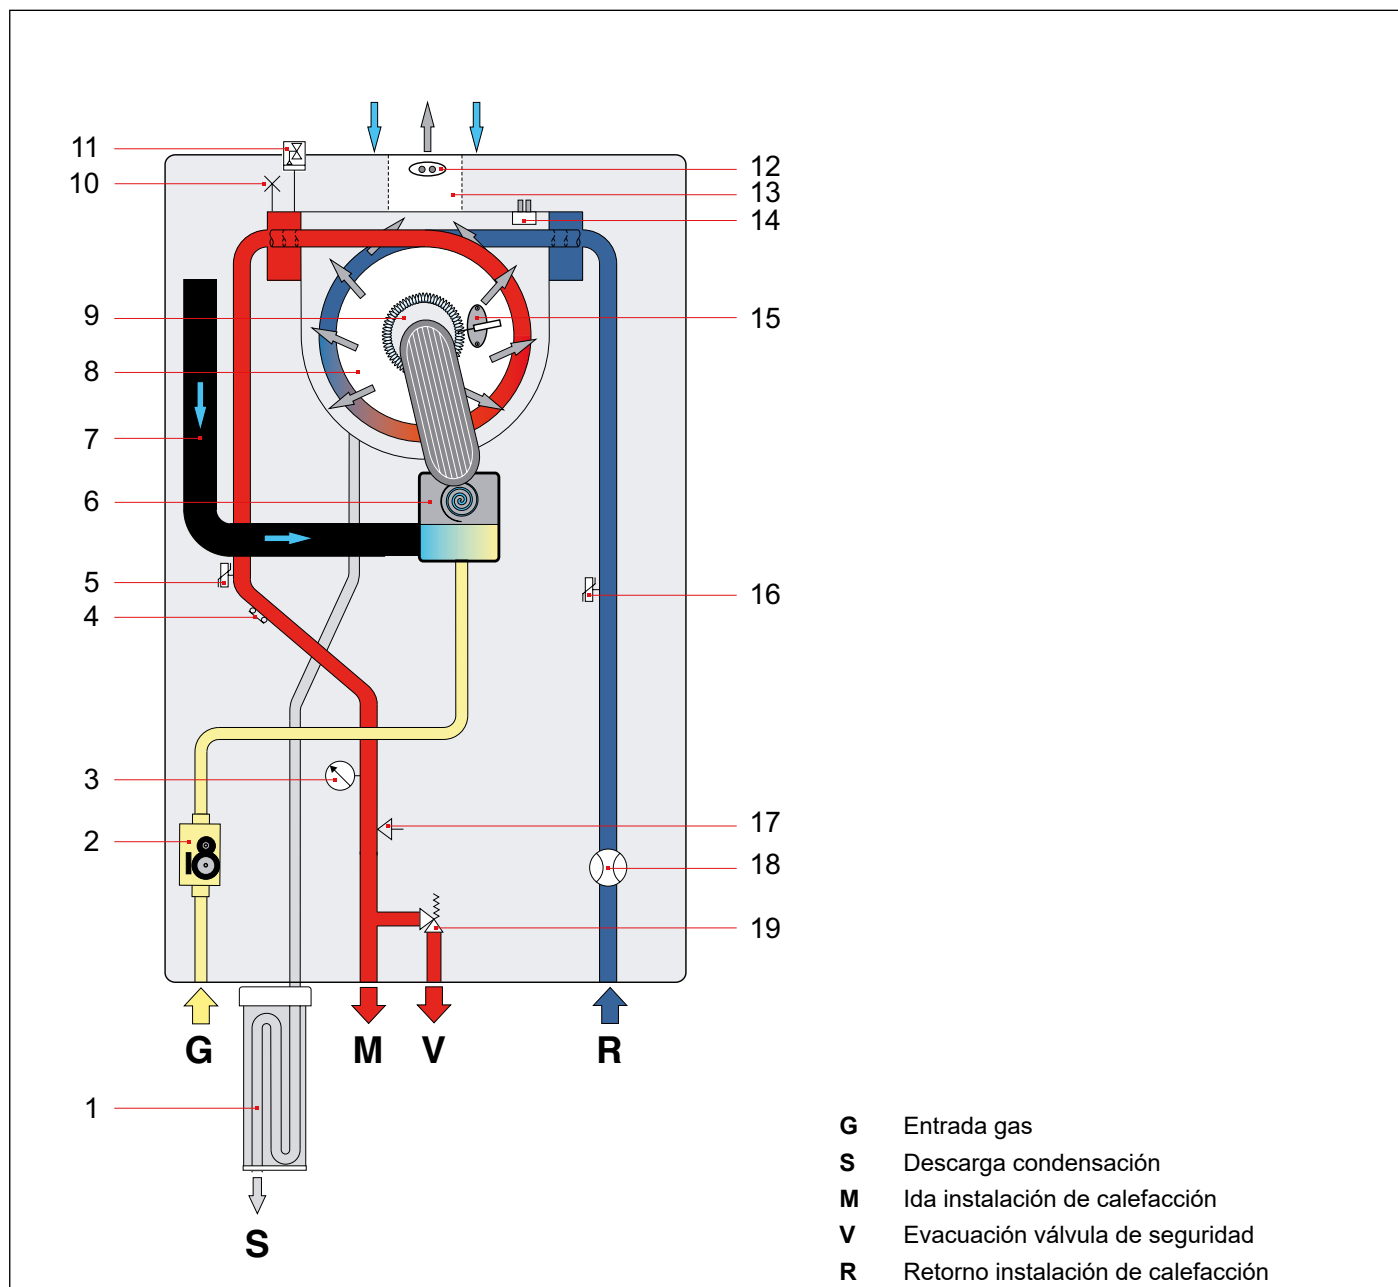 11
10
12
13
14
9
15
8
7
6
5
4
16
3
2
17
18
19
G
M
V
R
1
S
G Entrada gas
S Descarga condensación
M Ida instalación de calefacción
V Evacuación válvula de seguridad
R Retorno instalación de calefacción